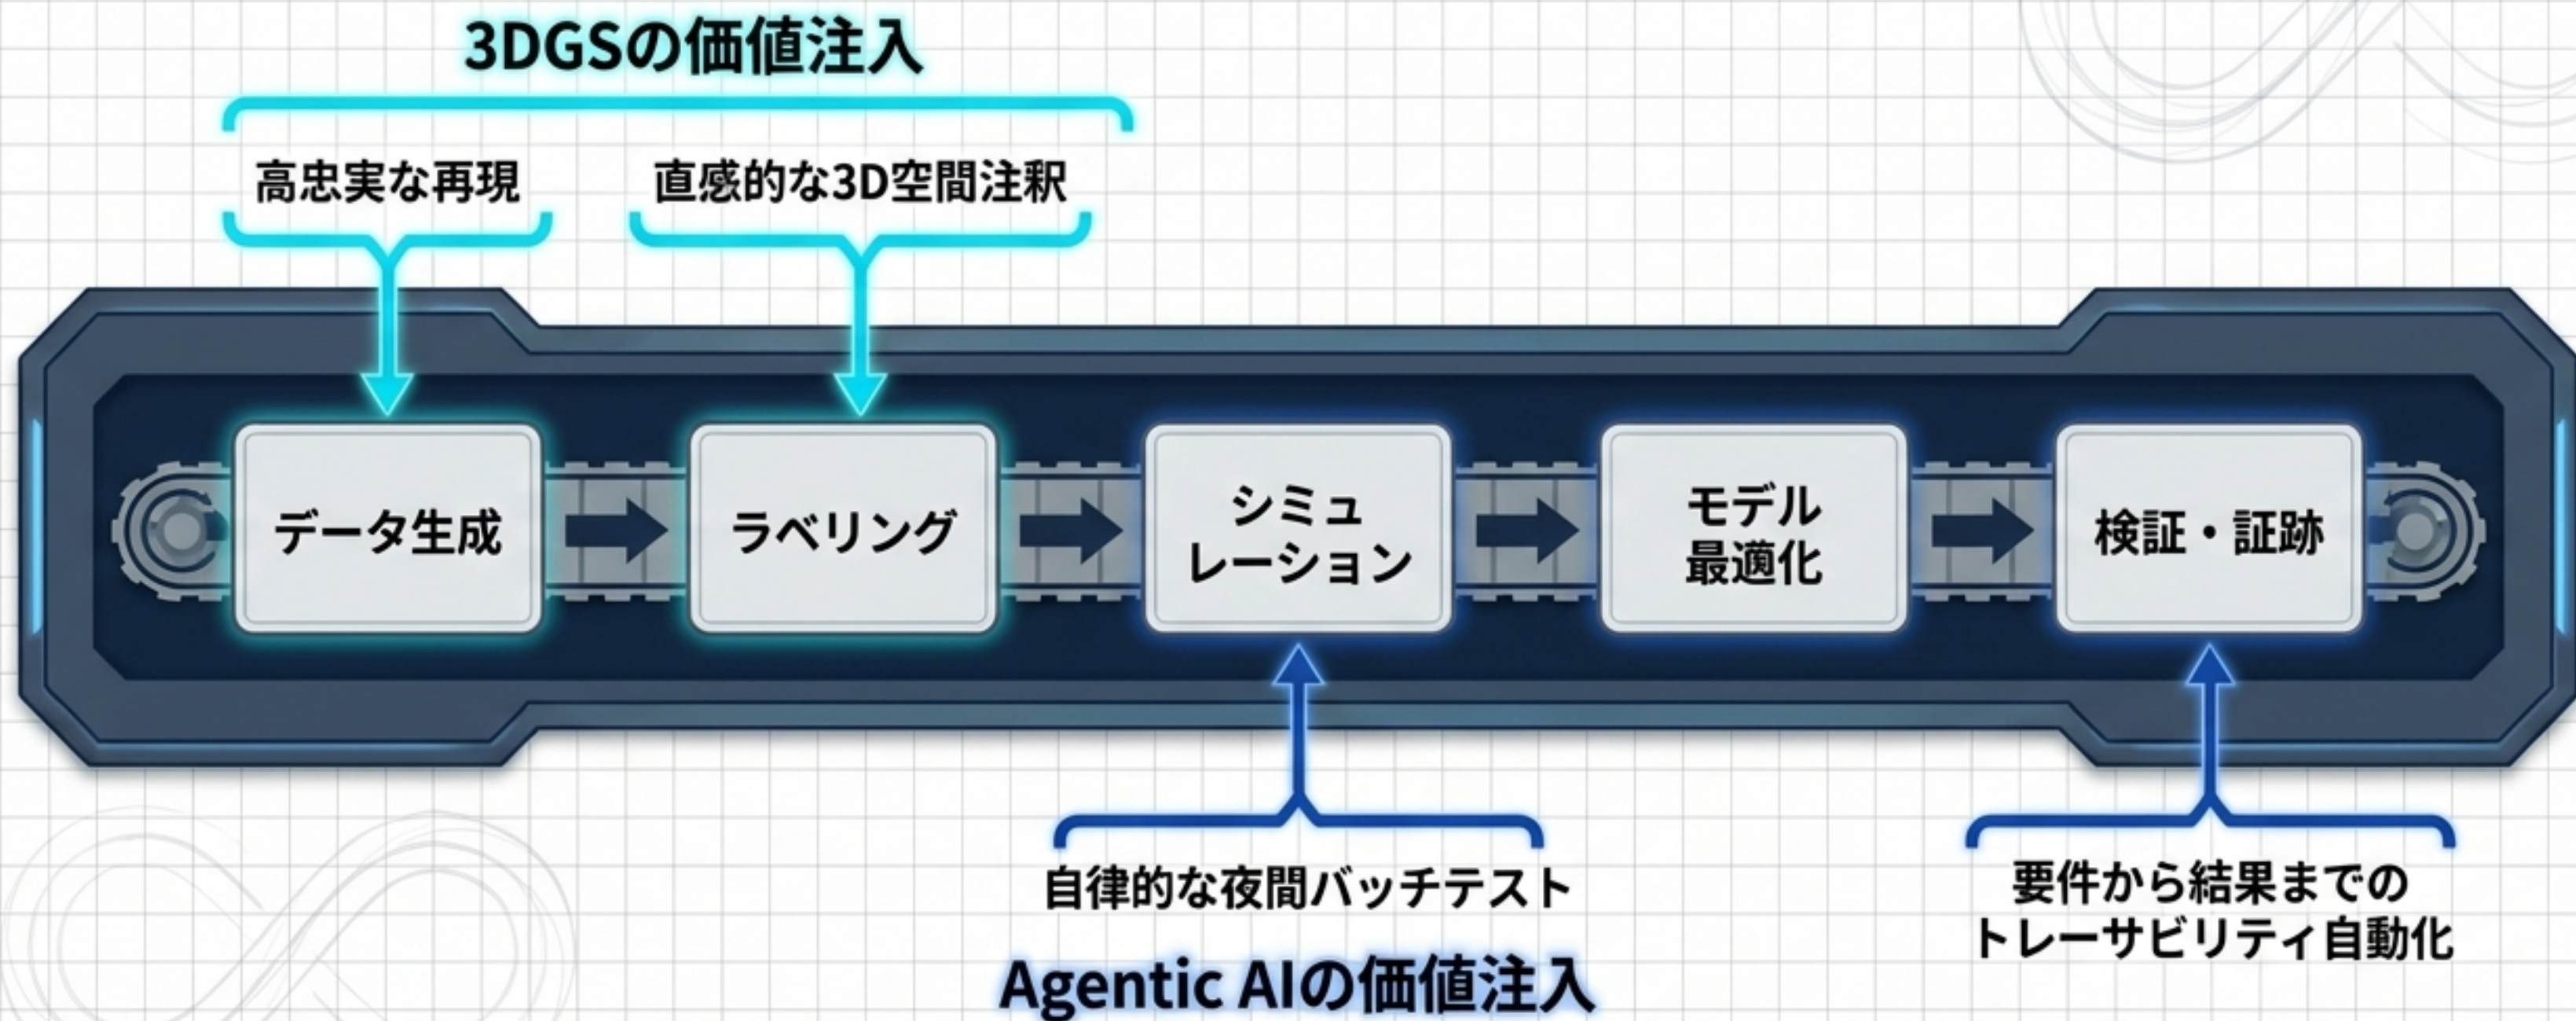 3DGSの価値注入
高忠実な再現
直感的な3D空間注釈
データ生成
ラベリング
シミュ
レーション
モデル
最適化
検証・証跡
自律的な夜間バッチテスト
要件から結果までの
トレーサビリティ自動化
Agentic AIの価値注入